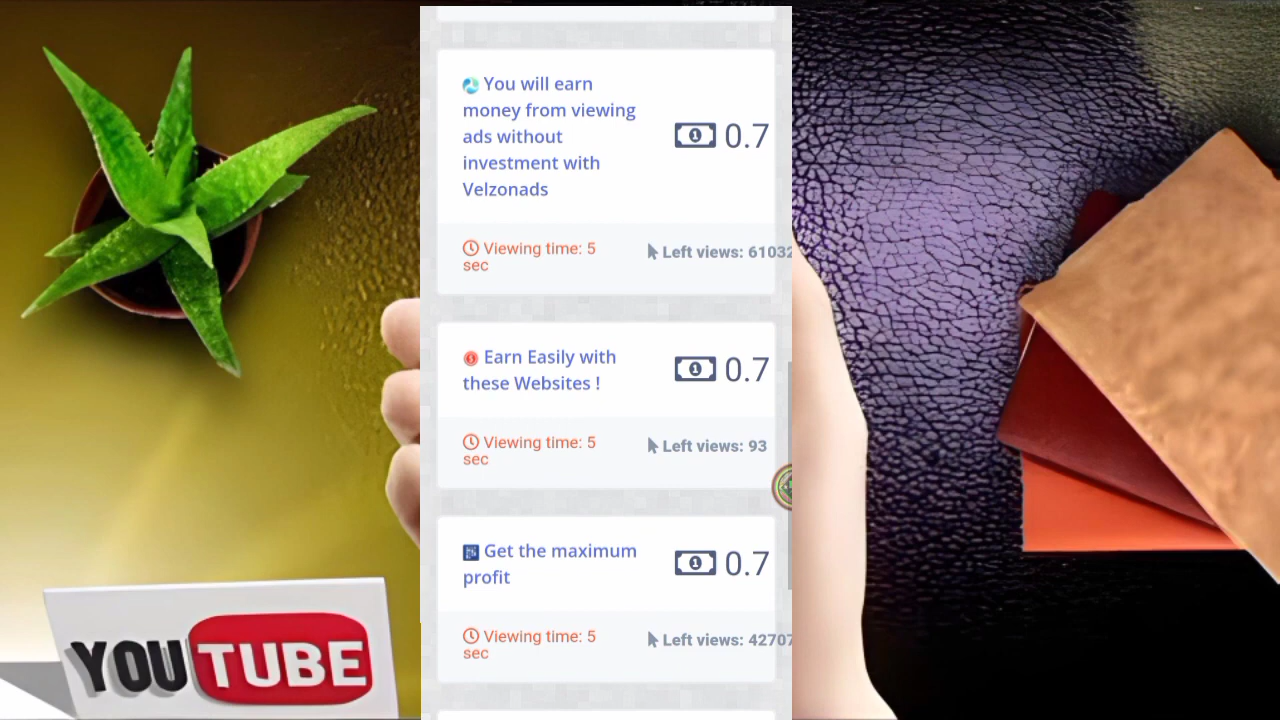 You will earn
money from viewing
ads without
investment with
Velzonads
0.7
Viewing time: 5
sec
Left views: 61032
Earn Easily with
these Websites !
0.7
Viewing time: 5
sec
Left views: 93
Get the maximum
profit
0.7
Viewing time: 5
sec
Left views: 42707
YOUTUBE